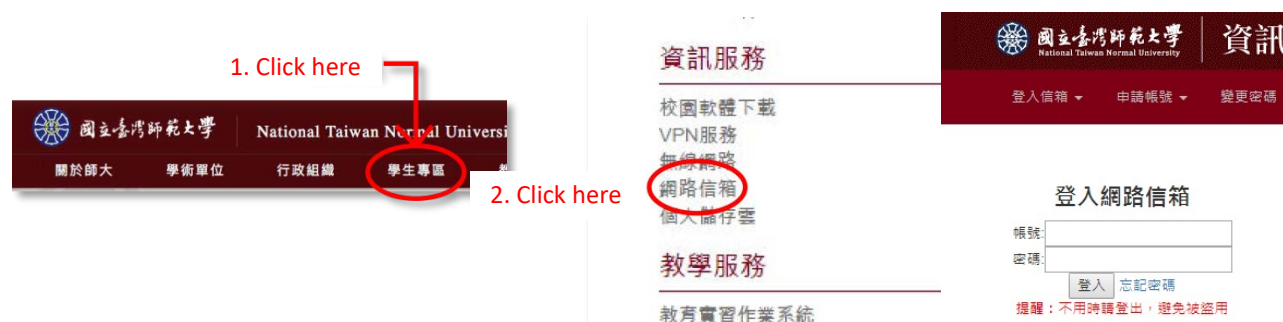 1. Click here
國立臺灣師範大學
National Taiwan Normal Universi
關於師大 學術單位 行政組織 學生專區
2. Click here
資訊服務
校園軟體下載
VPN服務
無線網路
網路信箱
個人儲存雲
教學服務
教育實習作業系統
國立臺灣師範大學
National Taiwan Normal University
資訊
登入信箱 申請帳號 變更密碼
登入網路信箱
帳號:
密碼:
登入 忘記密碼
提醒：不用時請登出，避免被盜用